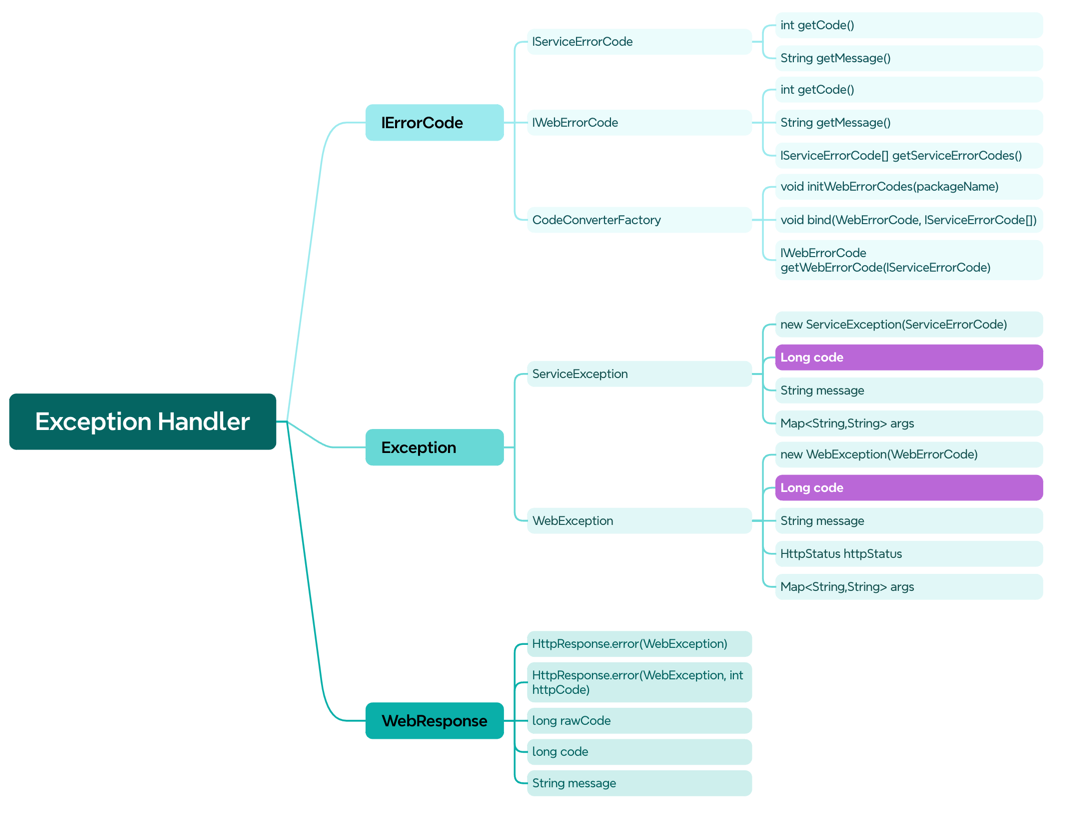 Exception Handler
IErrorCode
IServiceErrorCode
int getCode()
String getMessage()
IWebErrorCode
int getCode()
String getMessage()
IServiceErrorCode[] getServiceErrorCodes()
CodeConverterFactory
void initWebErrorCodes(packageName)
void bind(WebErrorCode, IServiceErrorCode[])
IWebErrorCode
getWebErrorCode(IServiceErrorCode)
Exception
ServiceException
new ServiceException(ServiceErrorCode)
Long code
String message
Map<String,String> args
WebException
new WebException(WebErrorCode)
Long code
String message
HttpStatus httpStatus
Map<String,String> args
WebResponse
HttpResponse.error(WebException)
HttpResponse.error(WebException, int
httpCode)
long rawCode
long code
String message